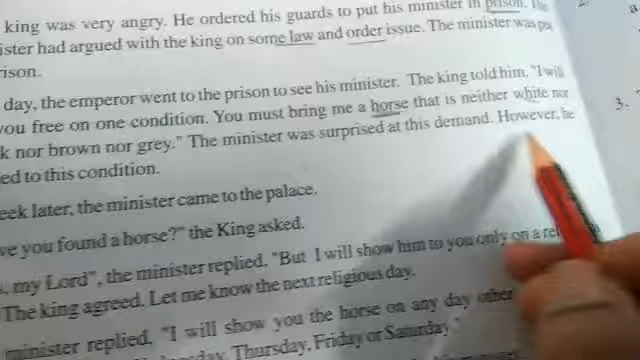 king was very angry. He ordered his guards to put his minister in prison. The
ister had argued with the king on some law and order issue. The minister was pu
rison.
day, the emperor went to the prison to see his minister. The king told him, "I will
you free on one condition. You must bring me a horse that is neither white nor
k nor brown nor grey." The minister was surprised at this demand. However, he
ed to this condition.
eek later, the minister came to the palace.
ve you found a horse?" the King asked.
, my Lord", the minister replied. "But I will show him to you only on a rel
The king agreed. Let me know the next religious day.
minister replied, "I will show you the horse on any day other
day, Thursday, Friday or Saturday
3.
a